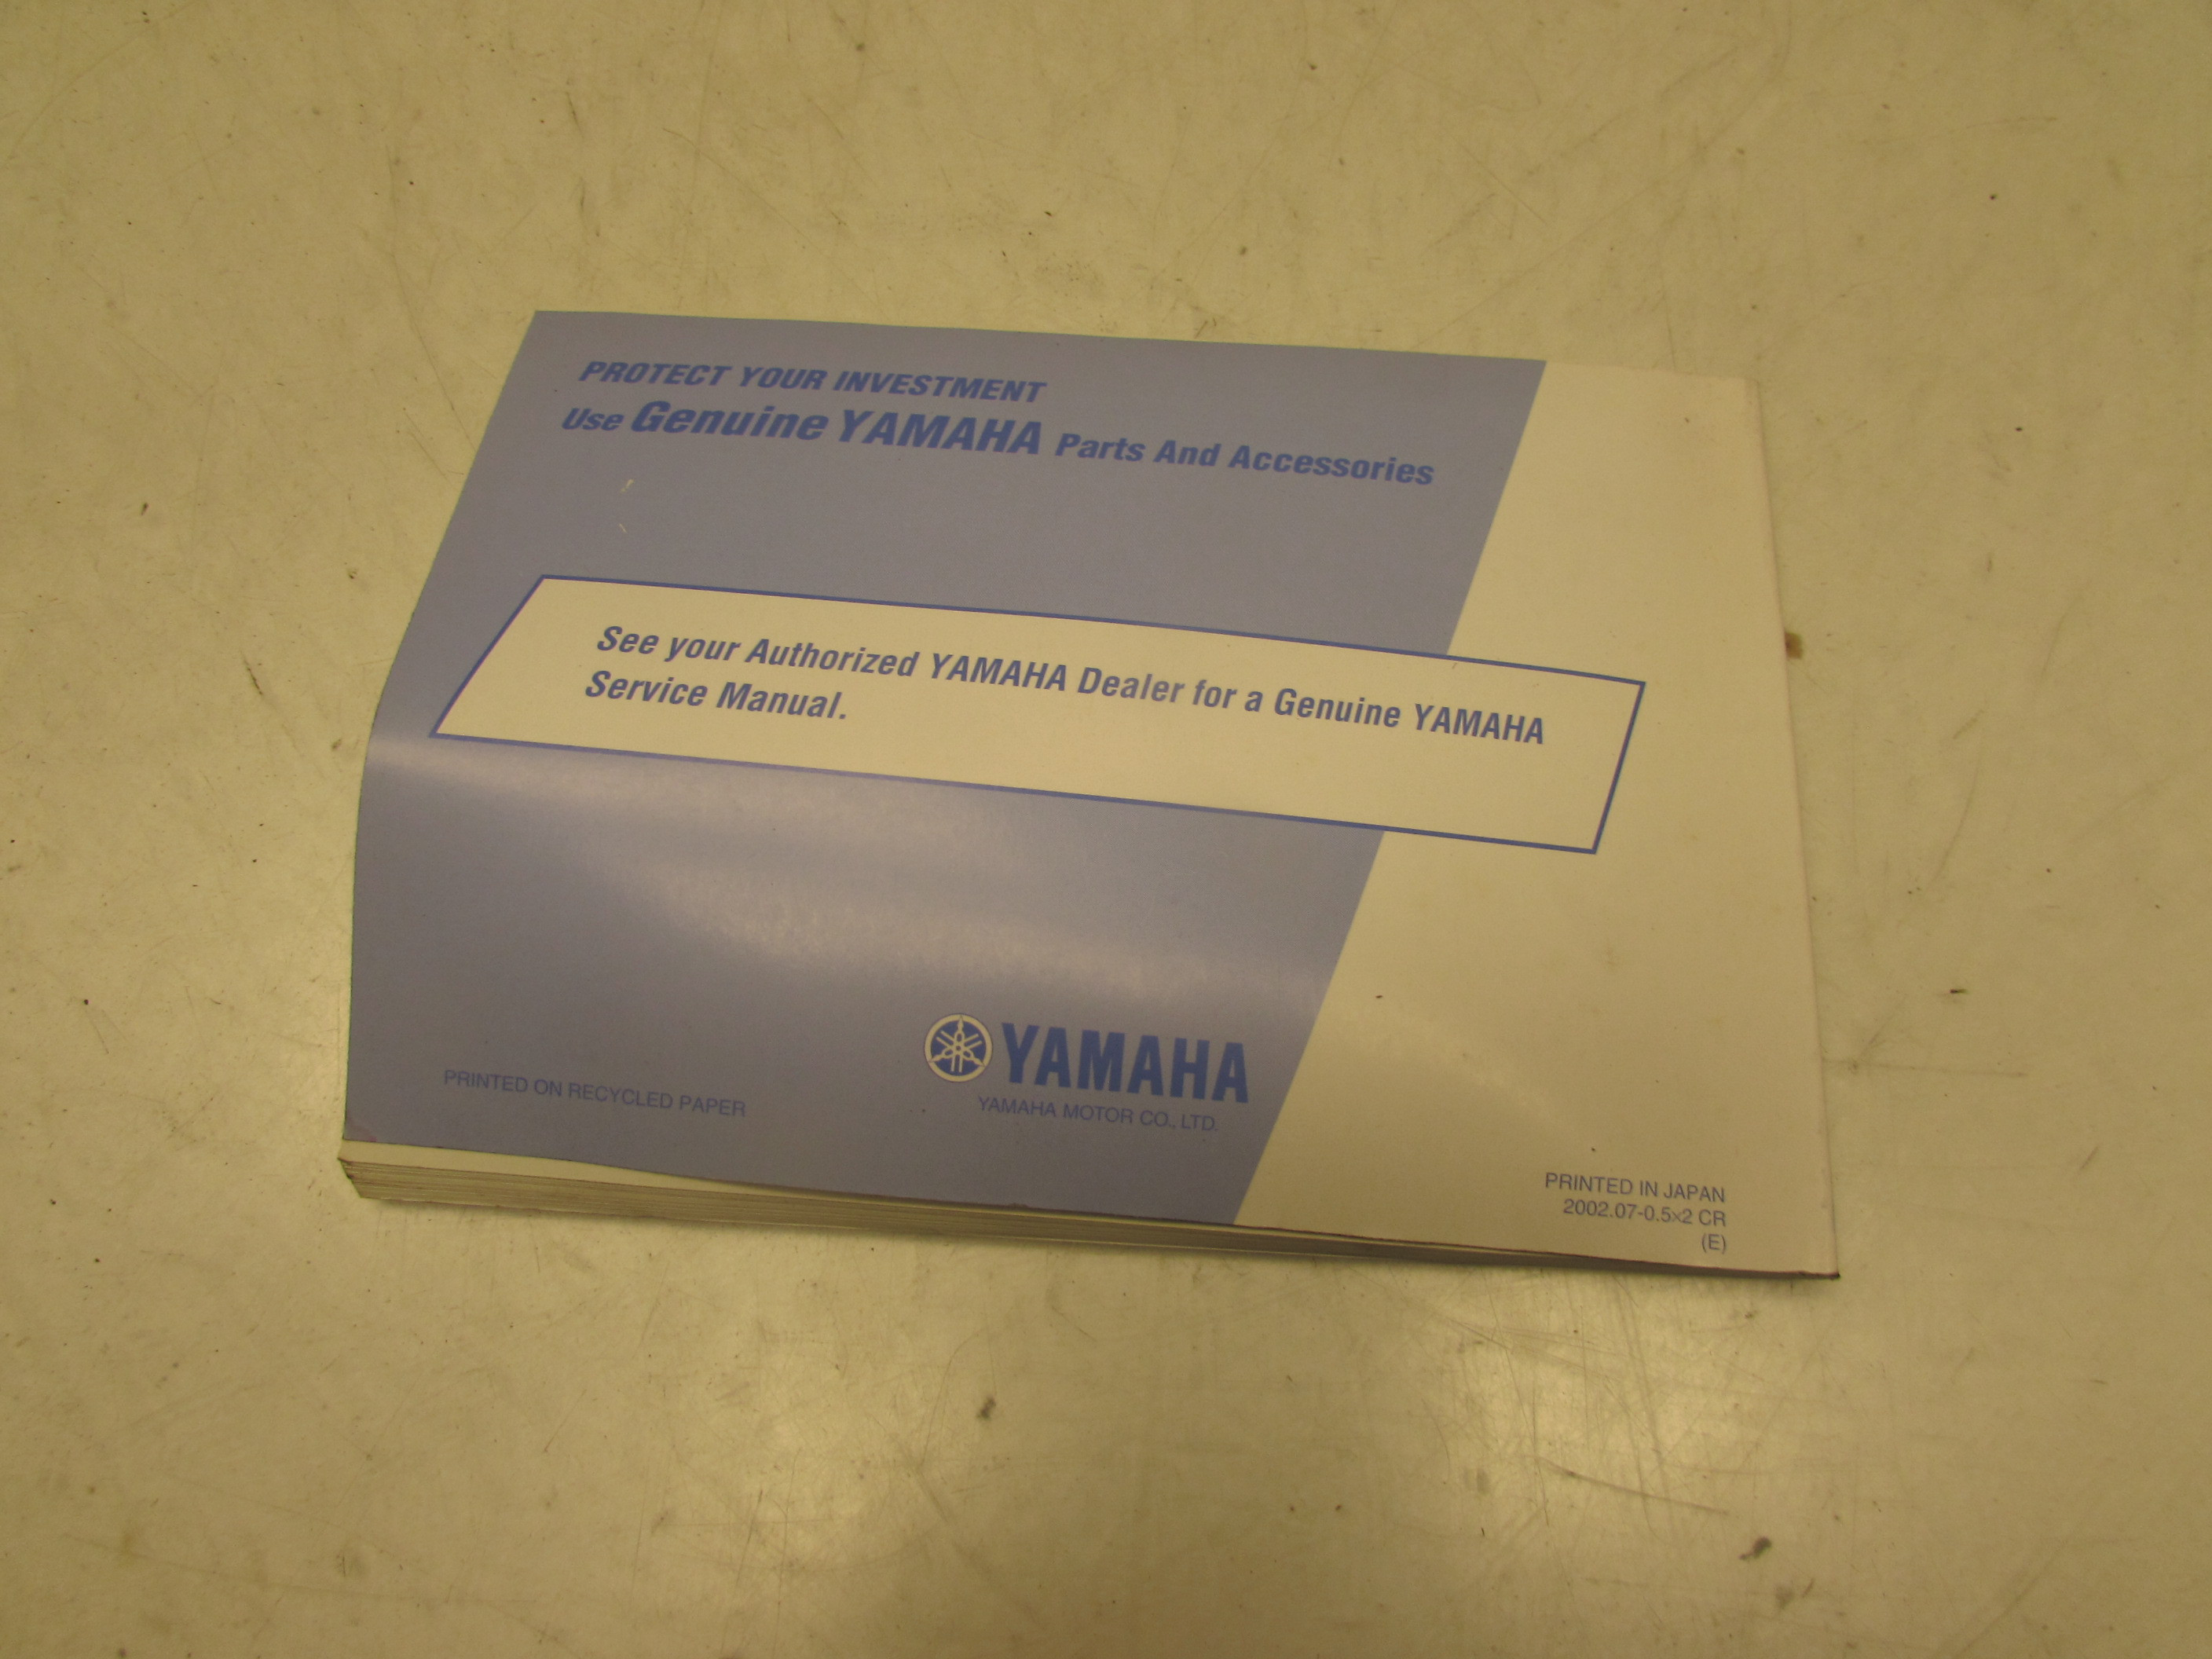 PROTECT YOUR INVESTMENT
Use Genuine YAMAHA Parts And Accessories
See your Authorized YAMAHA Dealer for a Genuine YAMAHA
Service Manual.
YAMAHA
YAMAHA MOTOR CO., LTD.
PRINTED ON RECYCLED PAPER
PRINTED IN JAPAN
2002.07-0.5×2 CR
(E)